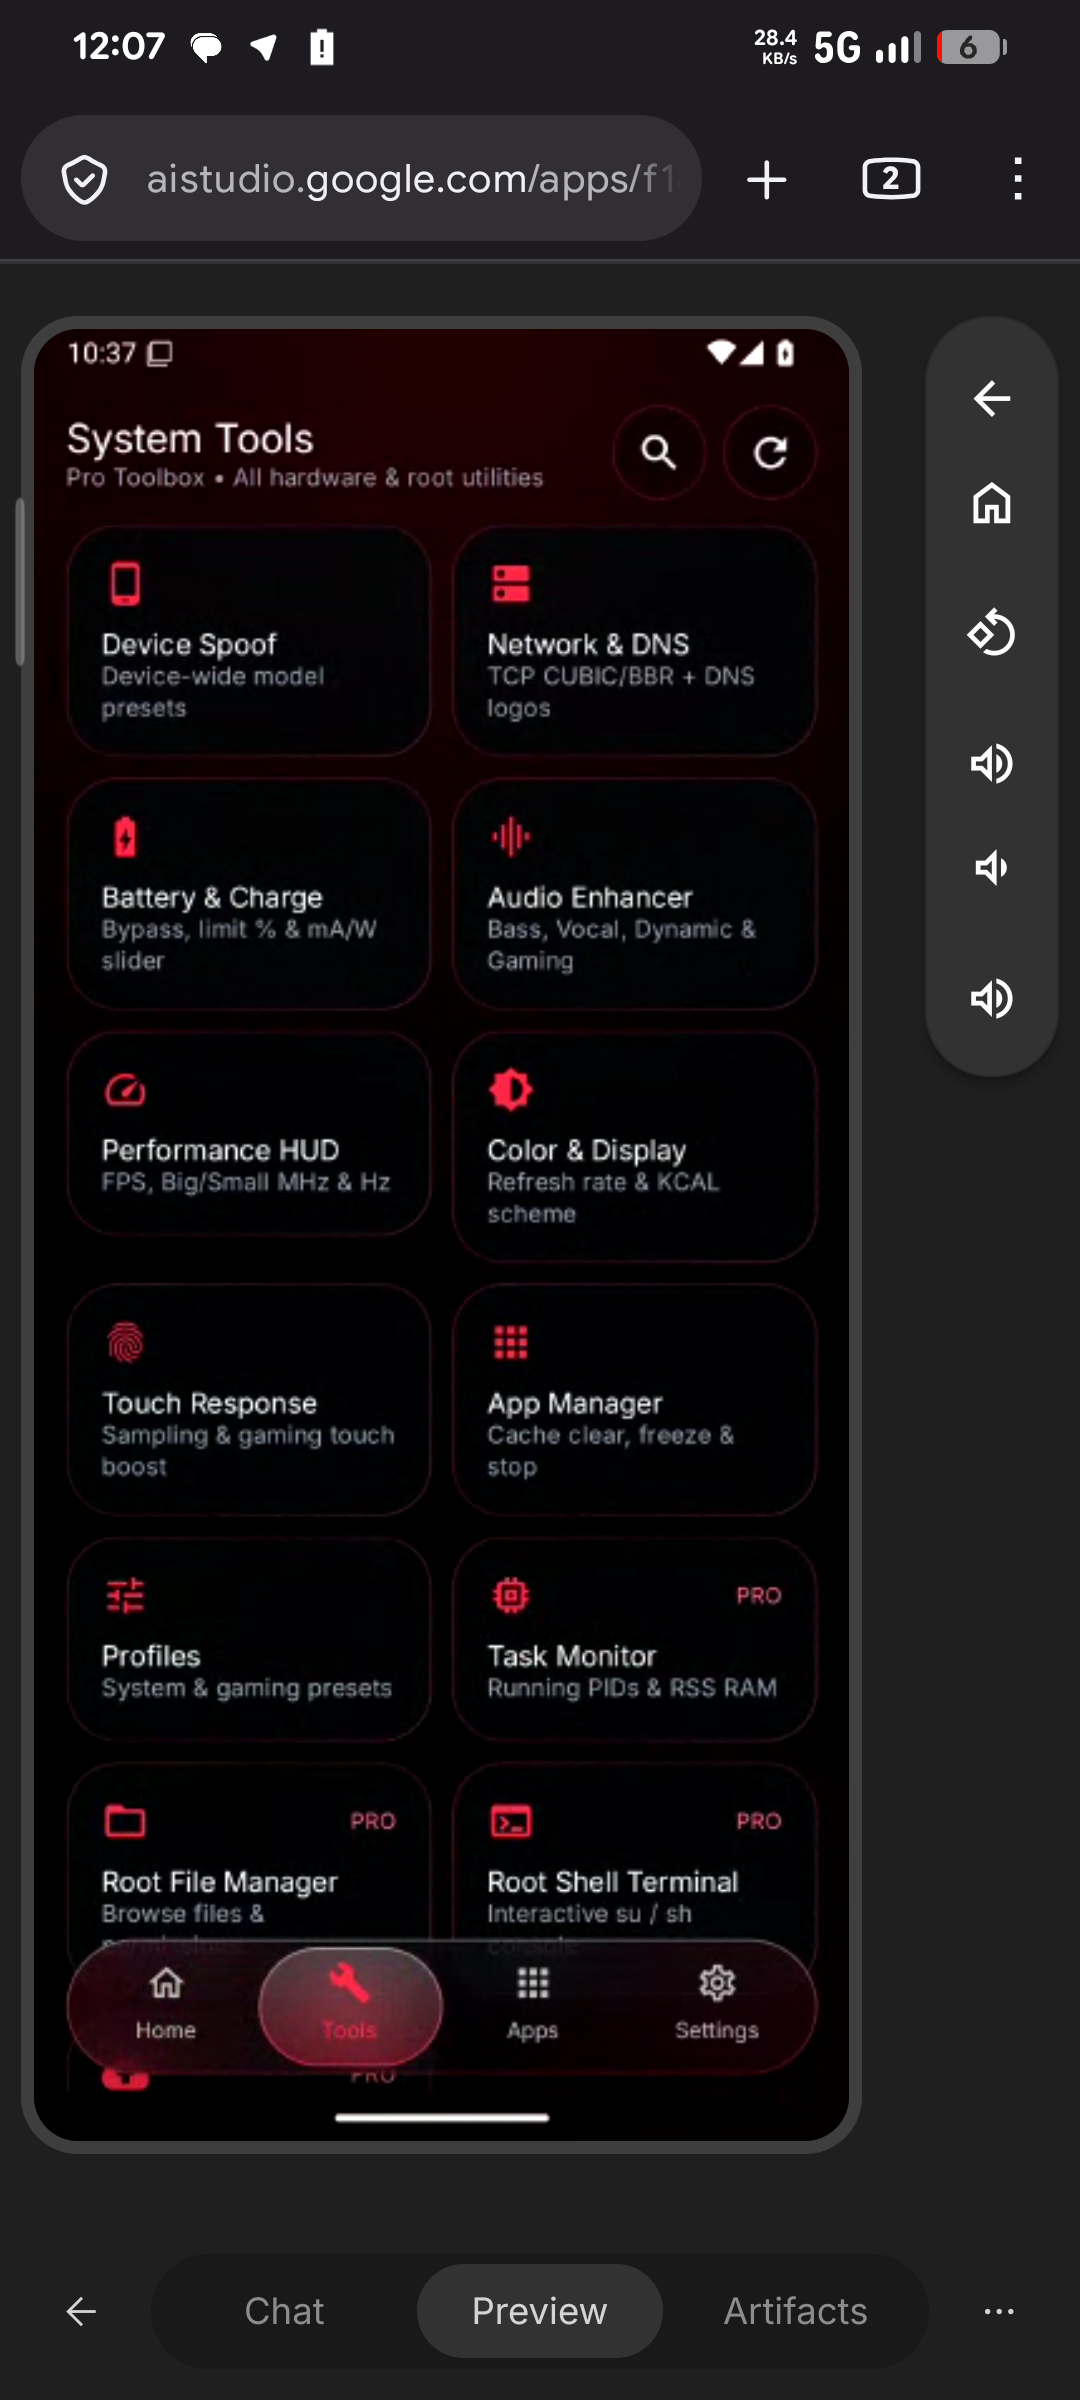 12:07
28.4
KB/s
5G
6
aistudio.google.com/apps/f1
2
10:37
System Tools
Pro Toolbox • All hardware & root utilities
Device Spoof
Device-wide model
presets
Network & DNS
TCP CUBIC/BBR + DNS
logos
Battery & Charge
Bypass, limit % & mA/W
slider
Audio Enhancer
Bass, Vocal, Dynamic &
Gaming
Performance HUD
FPS, Big/Small MHz & Hz
Color & Display
Refresh rate & KCAL
scheme
Touch Response
Sampling & gaming touch
boost
App Manager
Cache clear, freeze &
stop
Profiles
System & gaming presets
PRO
Task Monitor
Running PIDs & RSS RAM
PRO
Root File Manager
Browse files &
PRO
Root Shell Terminal
Interactive su / sh
console
Home
Tools
Apps
Settings
PRO
Chat
Preview
Artifacts